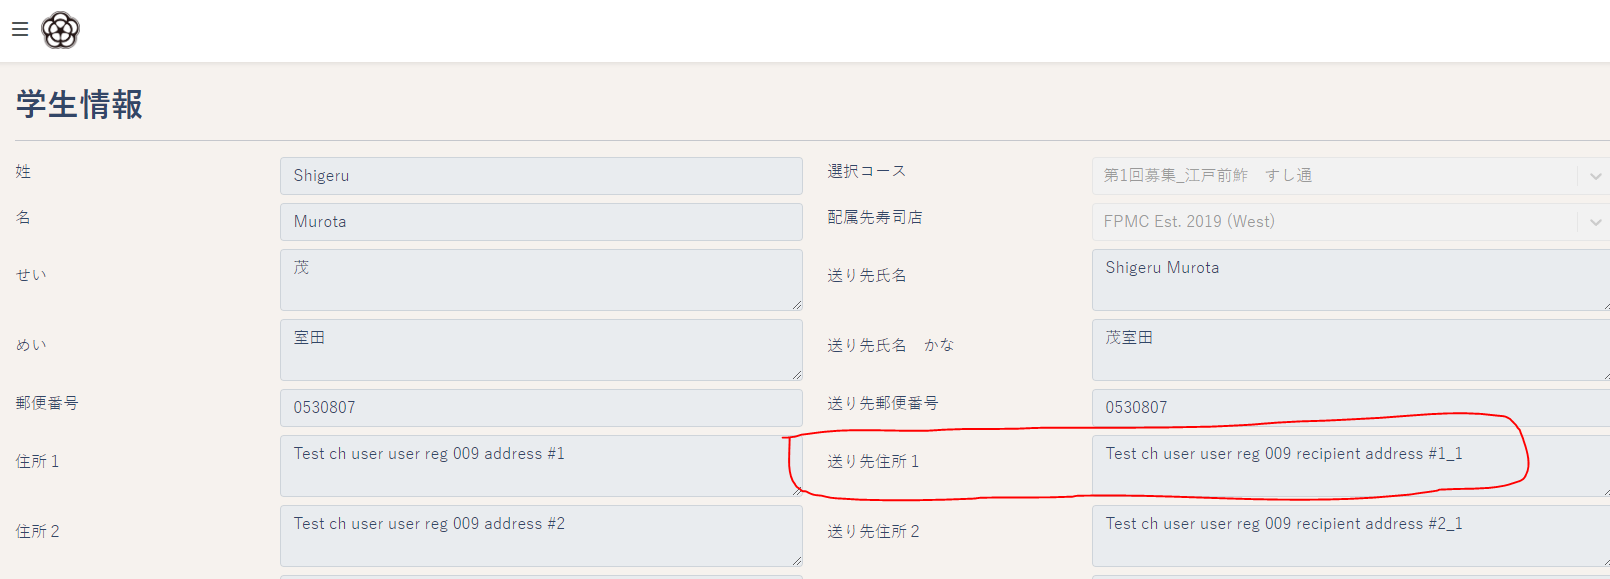 学生情報
姓 Shigeru 選択コース 第1回募集_江戸前鮓　すし通
名 Murota 配属先寿司店 FPMC Est. 2019 (West)
せい 茂 送り先氏名 Shigeru Murota
めい 室田 送り先氏名　かな 茂室田
郵便番号 0530807 送り先郵便番号 0530807
住所１ Test ch user user reg 009 address #1 送り先住所１ Test ch user user reg 009 recipient address #1_1
住所２ Test ch user user reg 009 address #2 送り先住所２ Test ch user user reg 009 recipient address #2_1